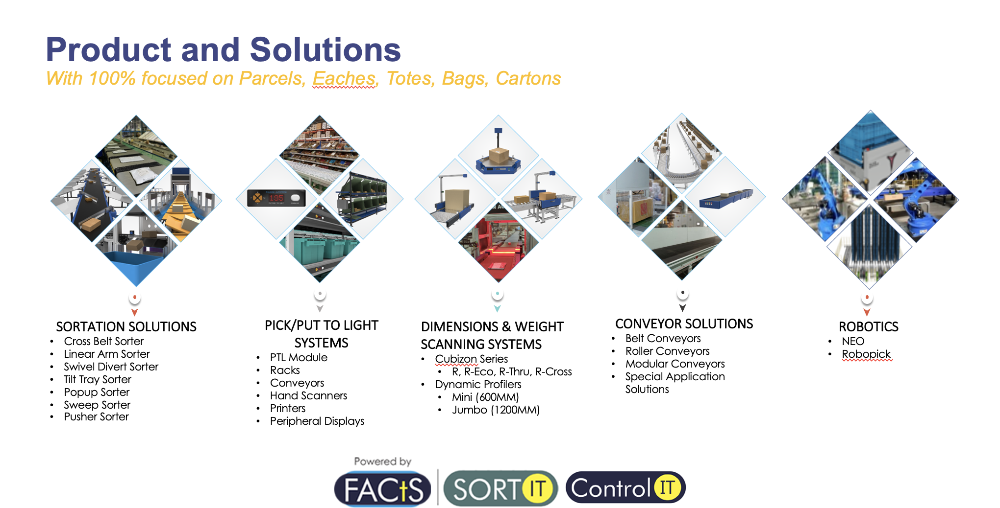 Product and Solutions
With 100% focused on Parcels, Eaches, Totes, Bags, Cartons
195
SORTATION SOLUTIONS
• Cross Belt Sorter
• Linear Arm Sorter
• Swivel Divert Sorter
• Tilt Tray Sorter
• Popup Sorter
• Sweep Sorter
• Pusher Sorter
PICK/PUT TO LIGHT
SYSTEMS
• PTL Module
• Racks
• Conveyors
• Hand Scanners
• Printers
• Peripheral Displays
DIMENSIONS & WEIGHT
SCANNING SYSTEMS
• Cubizon Series
• R, R-Eco, R-Thru, R-Cross
• Dynamic Profilers
• Mini (600MM)
• Jumbo (1200MM)
CONVEYOR SOLUTIONS
• Belt Conveyors
• Roller Conveyors
• Modular Conveyors
• Special Application
Solutions
ROBOTICS
• NEO
• Robopick
Powered by
FACtS
SORT IT
Control IT